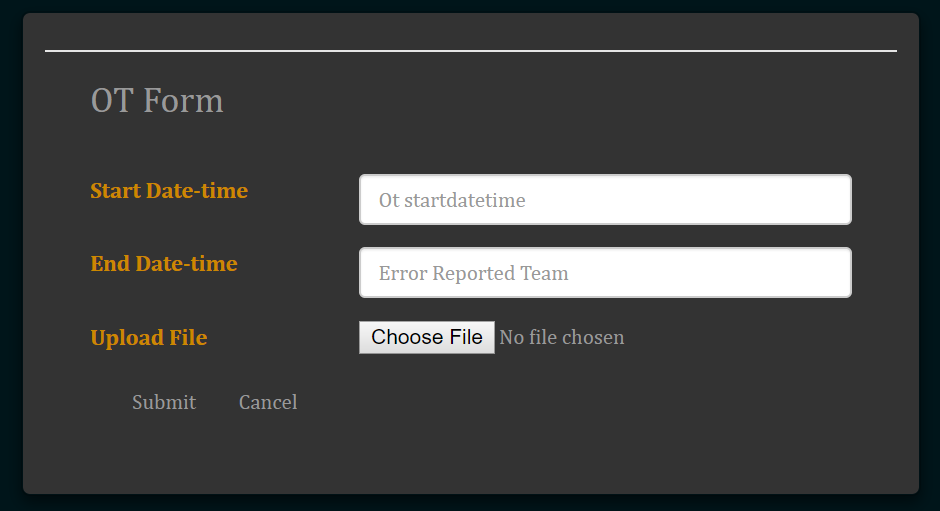 OT Form
Start Date-time
Ot startdatetime
End Date-time
Error Reported Team
Upload File
Choose File No file chosen
Submit Cancel